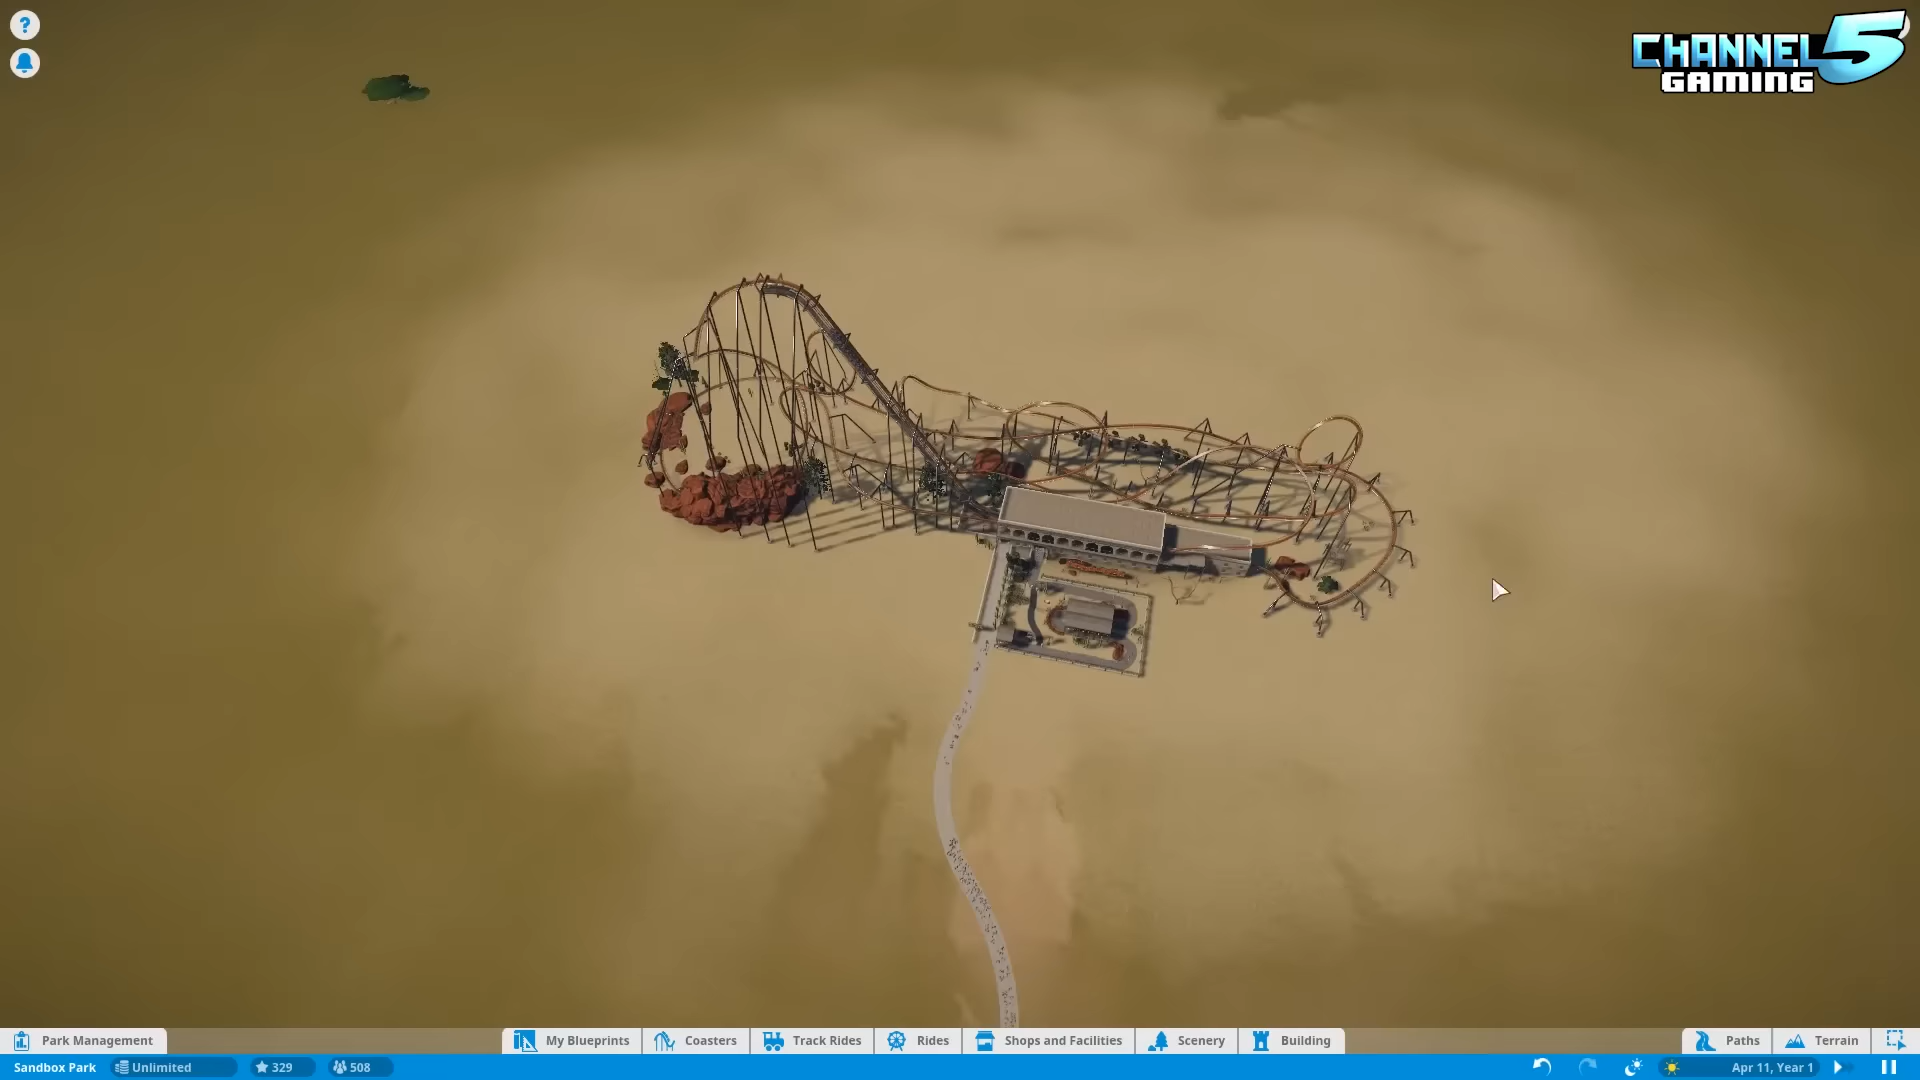 ?
CHANNEL 5
GAMING
Park Management
My Blueprints
Coasters
Track Rides
Rides
Shops and Facilities
Scenery
Building
Paths
Terrain
Sandbox Park
Unlimited
329
508
Apr 11, Year 1